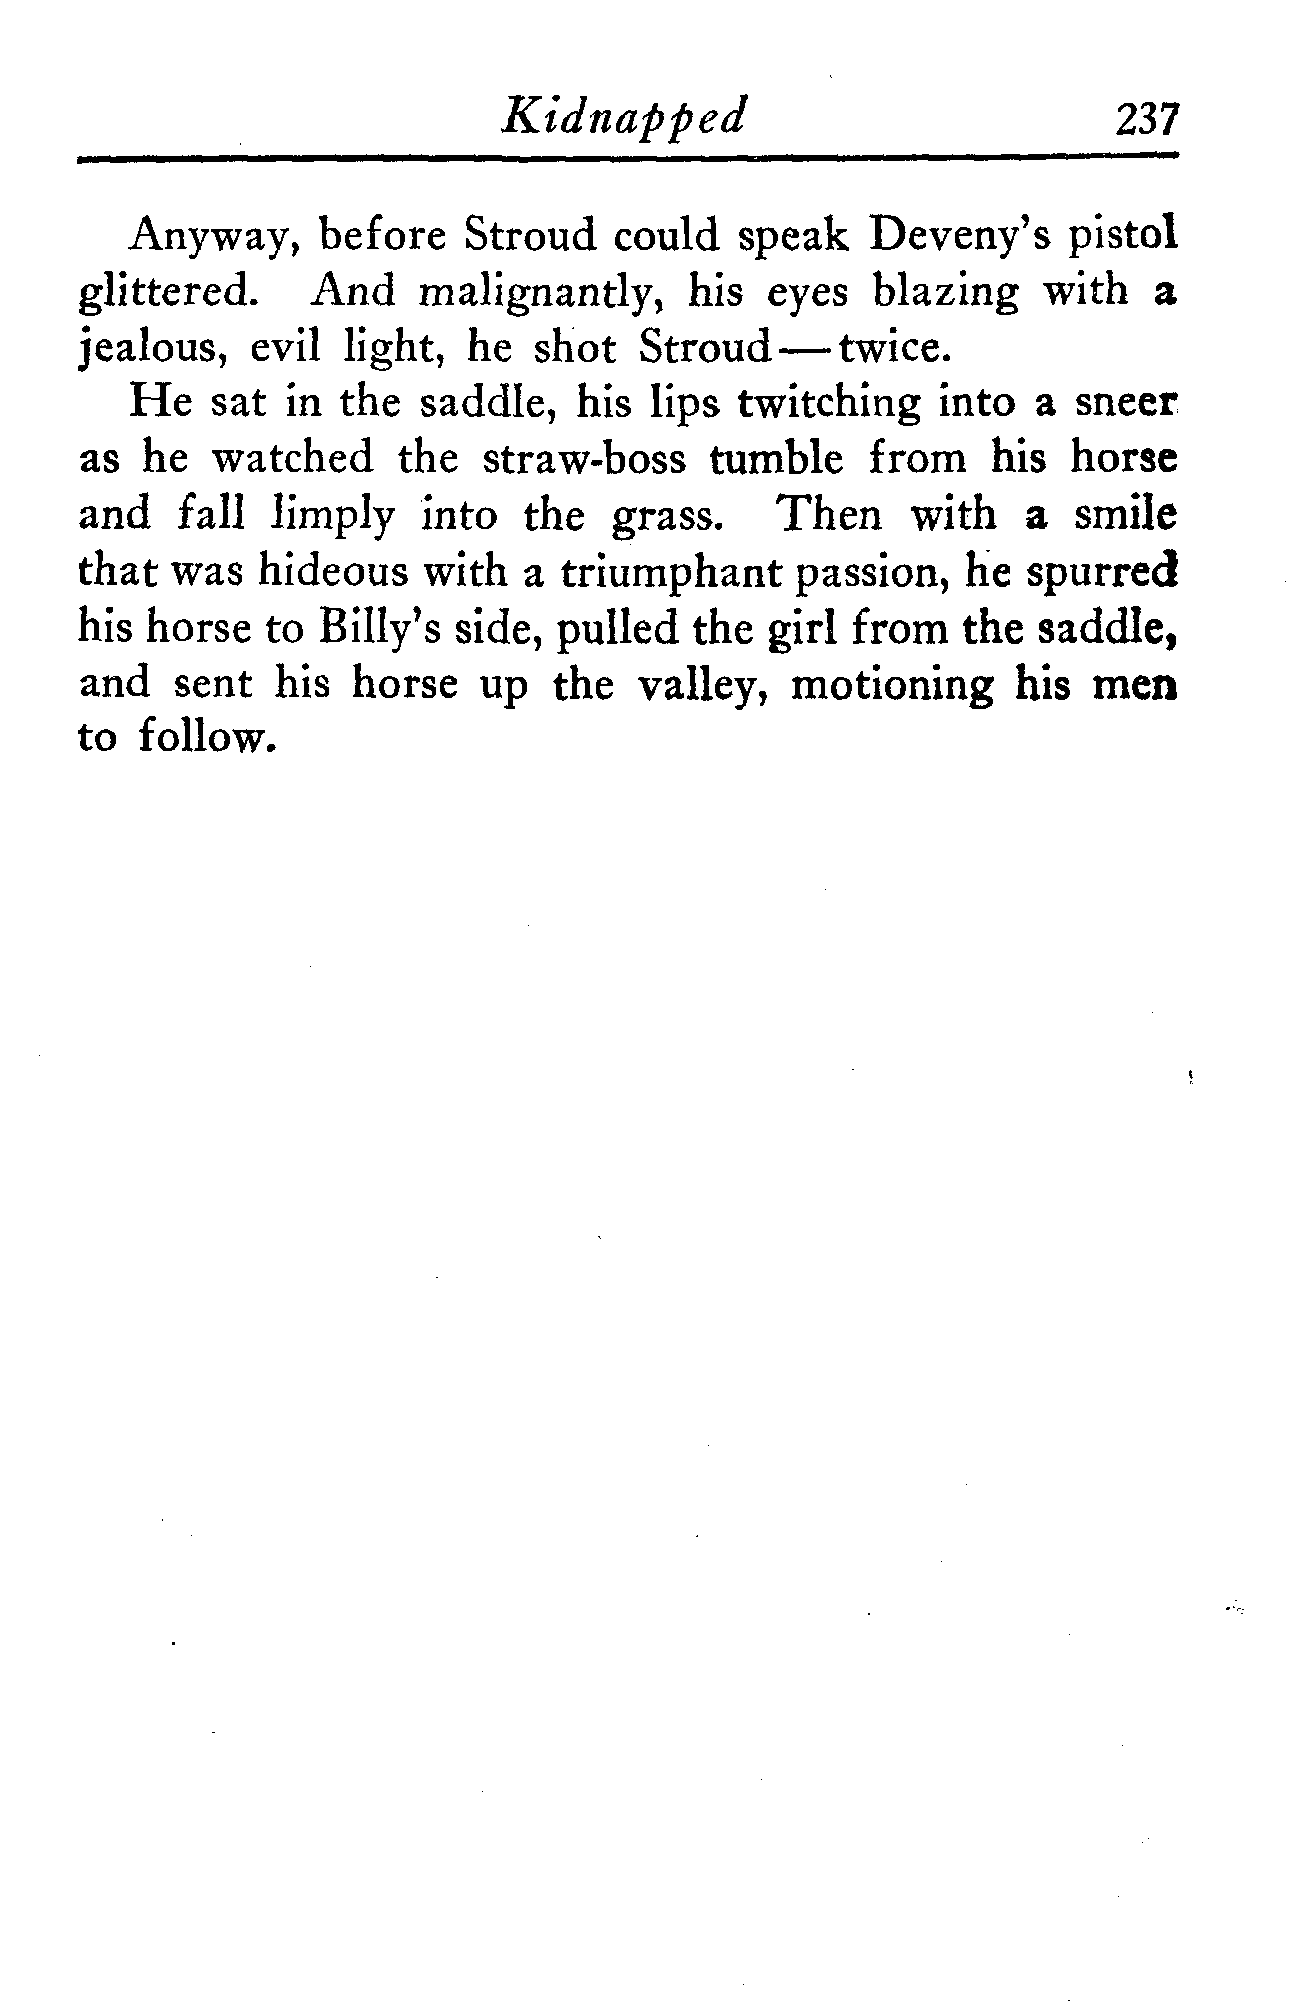 Kidnapped 237
Anyway, before Stroud could speak Deveny's pistol
glittered. And malignantly, his eyes blazing with a
jealous, evil light, he shot Stroud—twice.
He sat in the saddle, his lips twitching into a sneer
as he watched the straw-boss tumble from his horse
and fall limply into the grass. Then with a smile
that was hideous with a triumphant passion, he spurred
his horse to Billy's side, pulled the girl from the saddle,
and sent his horse up the valley, motioning his men
to follow.